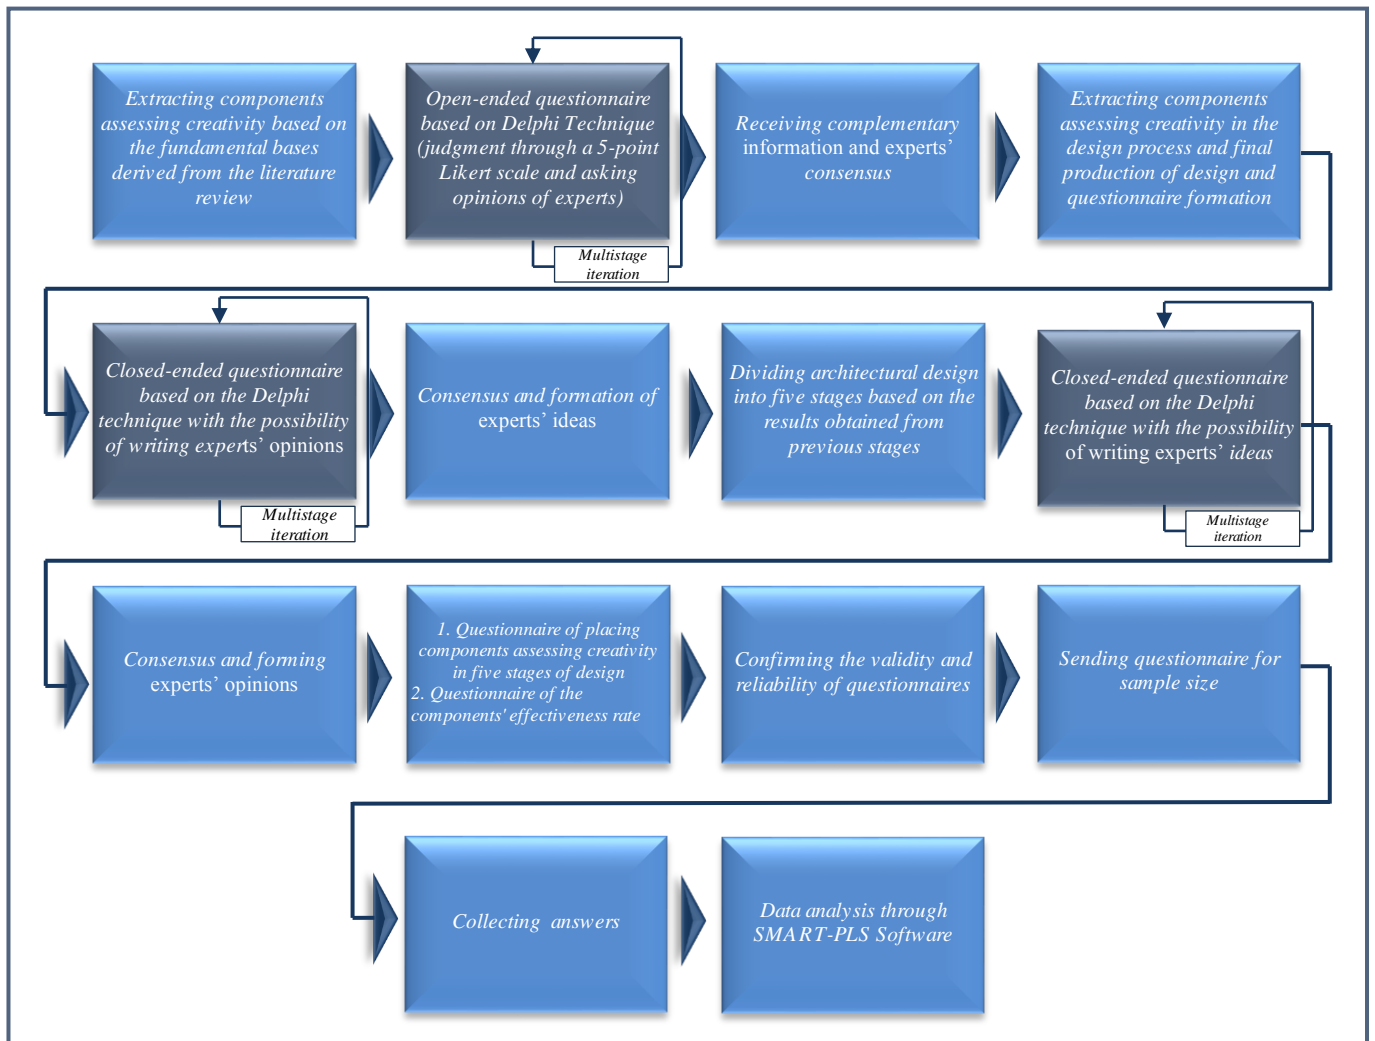 Extracting components
assessing creativity based on
the fundamental bases
derived from the literature
review
Open-ended questionnaire
based on Delphi Technique
(judgment through a 5-point
Likert scale and asking
opinions of experts)
Multistage
iteration
Receiving complementary
information and experts’
consensus
Extracting components
assessing creativity in the
design process and final
production of design and
questionnaire formation
Closed-ended questionnaire
based on the Delphi
technique with the possibility
of writing experts’ opinions
Multistage
iteration
Consensus and formation of
experts’ ideas
Dividing architectural design
into five stages based on the
results obtained from
previous stages
Closed-ended questionnaire
based on the Delphi
technique with the possibility
of writing experts’ ideas
Multistage
iteration
Consensus and forming
experts’ opinions
1. Questionnaire of placing
components assessing creativity
in five stages of design
2. Questionnaire of the
components' effectiveness rate
Confirming the validity and
reliability of questionnaires
Sending questionnaire for
sample size
Collecting answers
Data analysis through
SMART-PLS Software